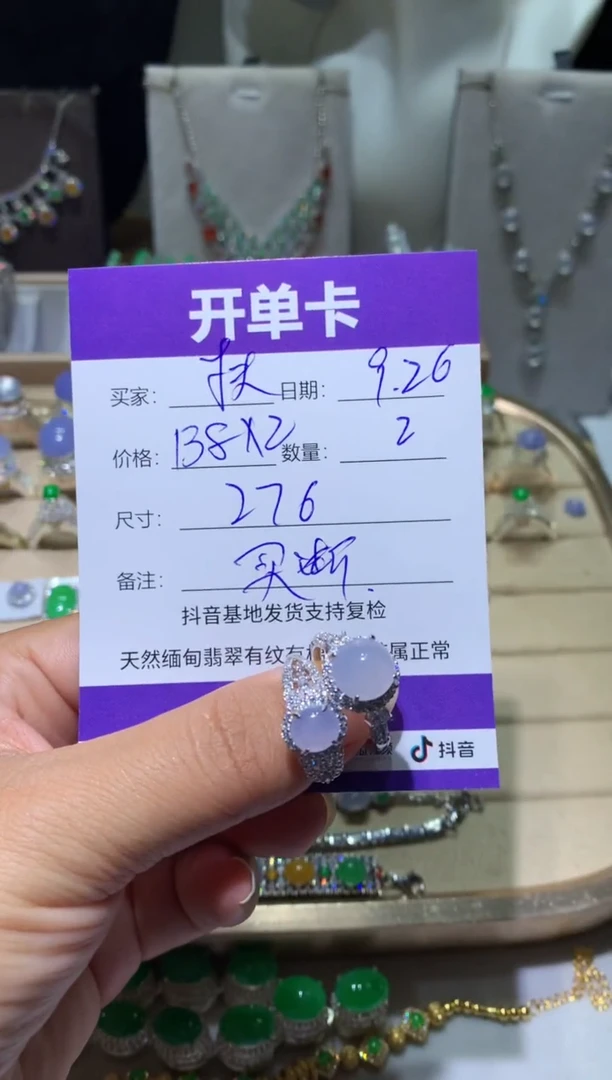 开单卡
买家：扶 日期：9.26
价格：138X2 数量：2
尺寸：276
备注：买断.
抖音基地发货支持复检
天然缅甸翡翠有纹有 属正常
抖音